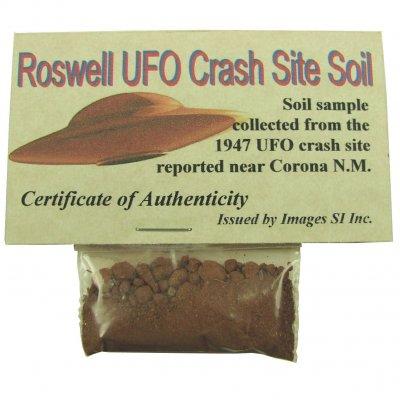 Roswell UFO Crash Site Soil
Soil sample
collected from the
1947 UFO crash site
reported near Corona N.M.
Certificate of Authenticity
Issued by Images SI Inc.